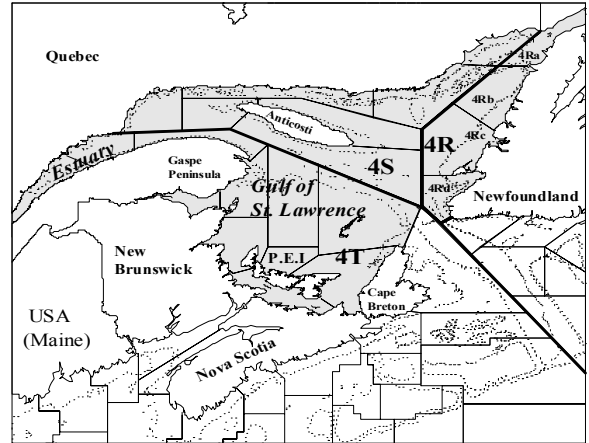 Quebec
4Ra
4Rb
Anticosti
4R
4Rc
Estuary
Gaspe
Peninsula
4S
4Rd
Gulf of
St. Lawrence
Newfoundland
New
Brunswick
P.E.I
4T
Cape
Breton
USA
(Maine)
Nova Scotia